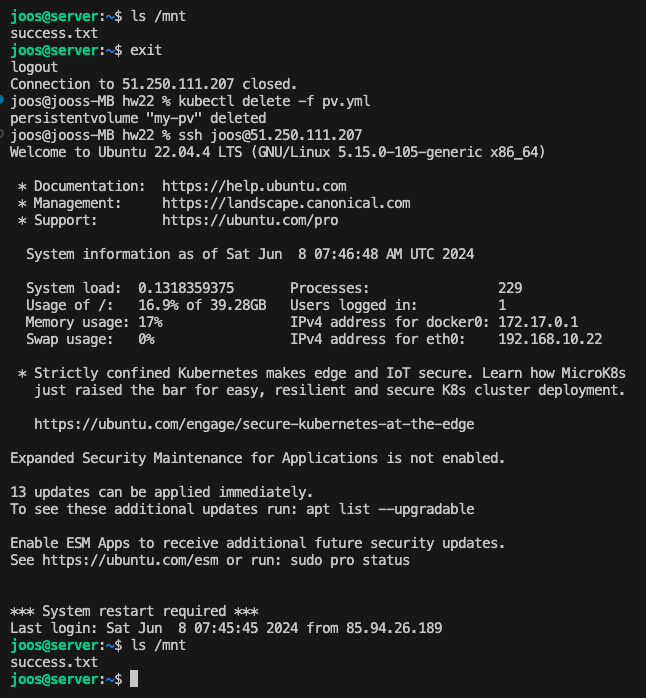 joos@server:~$ ls /mnt
success.txt
joos@server:~$ exit
logout
Connection to 51.250.111.207 closed.
joos@jooss-MB hw22 % kubectl delete -f pv.yml
persistentvolume "my-pv" deleted
joos@jooss-MB hw22 % ssh joos@51.250.111.207
Welcome to Ubuntu 22.04.4 LTS (GNU/Linux 5.15.0-105-generic x86_64)

 * Documentation:  https://help.ubuntu.com
 * Management:     https://landscape.canonical.com
 * Support:        https://ubuntu.com/pro

  System information as of Sat Jun  8 07:46:48 AM UTC 2024

  System load:  0.1318359375       Processes:                229
  Usage of /:   16.9% of 39.28GB   Users logged in:          1
  Memory usage: 17%                IPv4 address for docker0: 172.17.0.1
  Swap usage:   0%                 IPv4 address for eth0:    192.168.10.22

 * Strictly confined Kubernetes makes edge and IoT secure. Learn how MicroK8s
   just raised the bar for easy, resilient and secure K8s cluster deployment.

   https://ubuntu.com/engage/secure-kubernetes-at-the-edge

Expanded Security Maintenance for Applications is not enabled.

13 updates can be applied immediately.
To see these additional updates run: apt list --upgradable

Enable ESM Apps to receive additional future security updates.
See https://ubuntu.com/esm or run: sudo pro status


*** System restart required ***
Last login: Sat Jun  8 07:45:45 2024 from 85.94.26.189
joos@server:~$ ls /mnt
success.txt
joos@server:~$